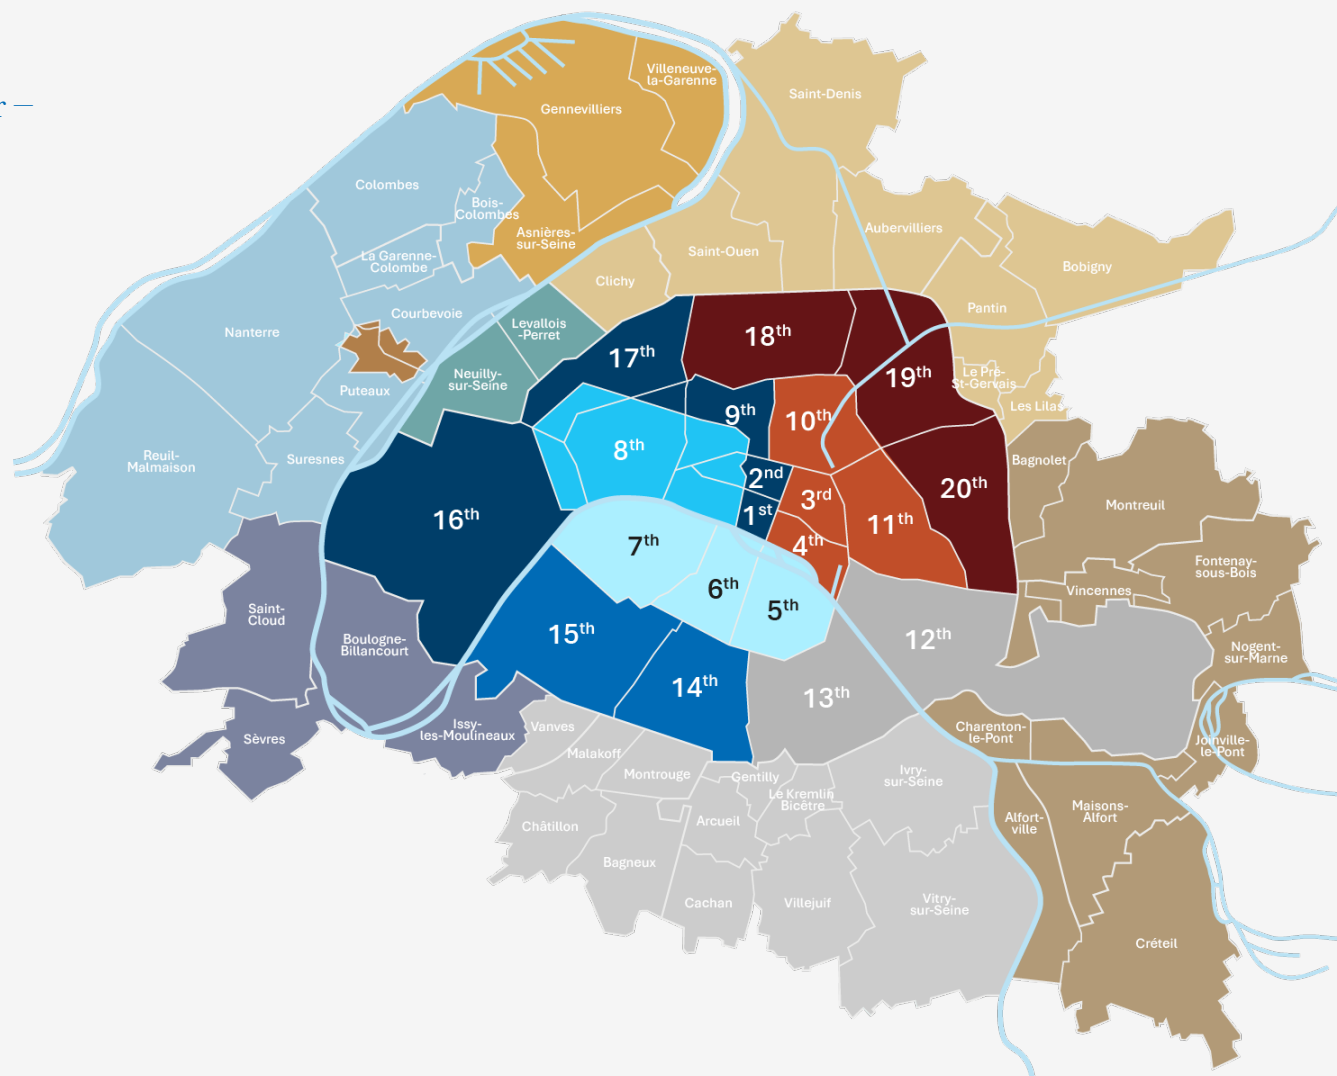 Villeneuve-
la-Garenne
Saint-Denis
Gennevilliers
Colombes
Bois-
Colombes
Asnières-
sur-Seine
Aubervilliers
Saint-Ouen
La Garenne-
Colombe
Bobigny
Clichy
Pantin
Courbevoie
Levallois
-Perret
Nanterre
17th
18th
19th
Neuilly-
sur-Seine
Le Pré-
St-Gervais
Puteaux
Les Lilas
9th
10th
8th
Reuil-
Malmaison
Suresnes
Bagnolet
2nd
20th
3rd
Montreuil
1st
16th
11th
7th
4th
Fontenay-
sous-Bois
6th
Vincennes
5th
Saint-
Cloud
15th
12th
Boulogne-
Billancourt
Nogent-
sur-Marne
14th
13th
Issy-
les-Moulineaux
Vanves
Charenton-
le-Pont
Sèvres
Joinville-
le-Pont
Malakoff
Montrouge
Gentilly
Ivry-
sur-Seine
Le Kremlin
Bicêtre
Maisons-
Alfort
Châtillon
Arcueil
Alfort-
ville
Bagneux
Cachan
Villejuif
Vitry-
sur-Seine
Créteil